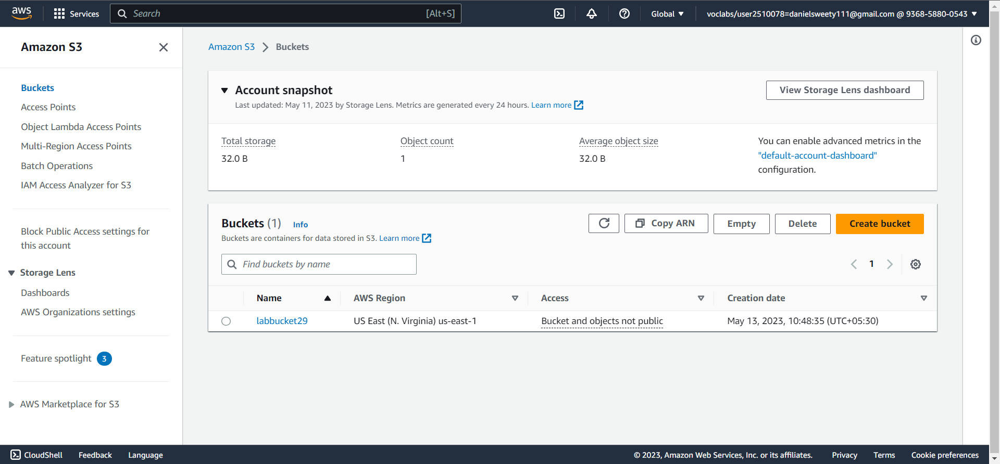 aws
Services
Search
[Alt+S]
Global
voclabs/user2510078=danielsweety111@gmail.com @ 9368-5880-0543
Amazon S3
Buckets
Access Points
Object Lambda Access Points
Multi-Region Access Points
Batch Operations
IAM Access Analyzer for S3
Block Public Access settings for
this account
Storage Lens
Dashboards
AWS Organizations settings
Feature spotlight 3
AWS Marketplace for S3
Amazon S3
Buckets
Account snapshot
Last updated: May 11, 2023 by Storage Lens. Metrics are generated every 24 hours. Learn more
View Storage Lens dashboard
Total storage
32.0 B
Object count
1
Average object size
32.0 B
You can enable advanced metrics in the
"default-account-dashboard"
configuration.
Buckets (1) Info
Buckets are containers for data stored in S3. Learn more
Copy ARN
Empty
Delete
Create bucket
Find buckets by name
1
Name
AWS Region
Access
Creation date
labbucket29
US East (N. Virginia) us-east-1
Bucket and objects not public
May 13, 2023, 10:48:35 (UTC+05:30)
CloudShell
Feedback
Language
© 2023, Amazon Web Services, Inc. or its affiliates.
Privacy
Terms
Cookie preferences